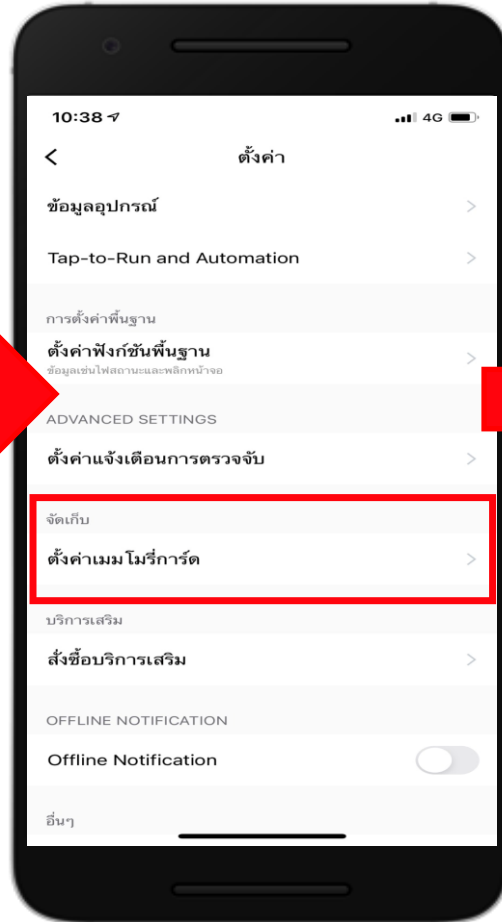 10:38
4G
ตั้งค่า
ข้อมูลอุปกรณ์
Tap-to-Run and Automation
การตั้งค่าพื้นฐาน
ตั้งค่าฟังก์ชันพื้นฐาน
ข้อมูลเช่นไฟสถานะและพลิกหน้าจอ
ADVANCED SETTINGS
ตั้งค่าแจ้งเตือนการตรวจจับ
จัดเก็บ
ตั้งค่าเมมโมรี่การ์ด
บริการเสริม
สั่งซื้อบริการเสริม
OFFLINE NOTIFICATION
Offline Notification
อื่นๆ